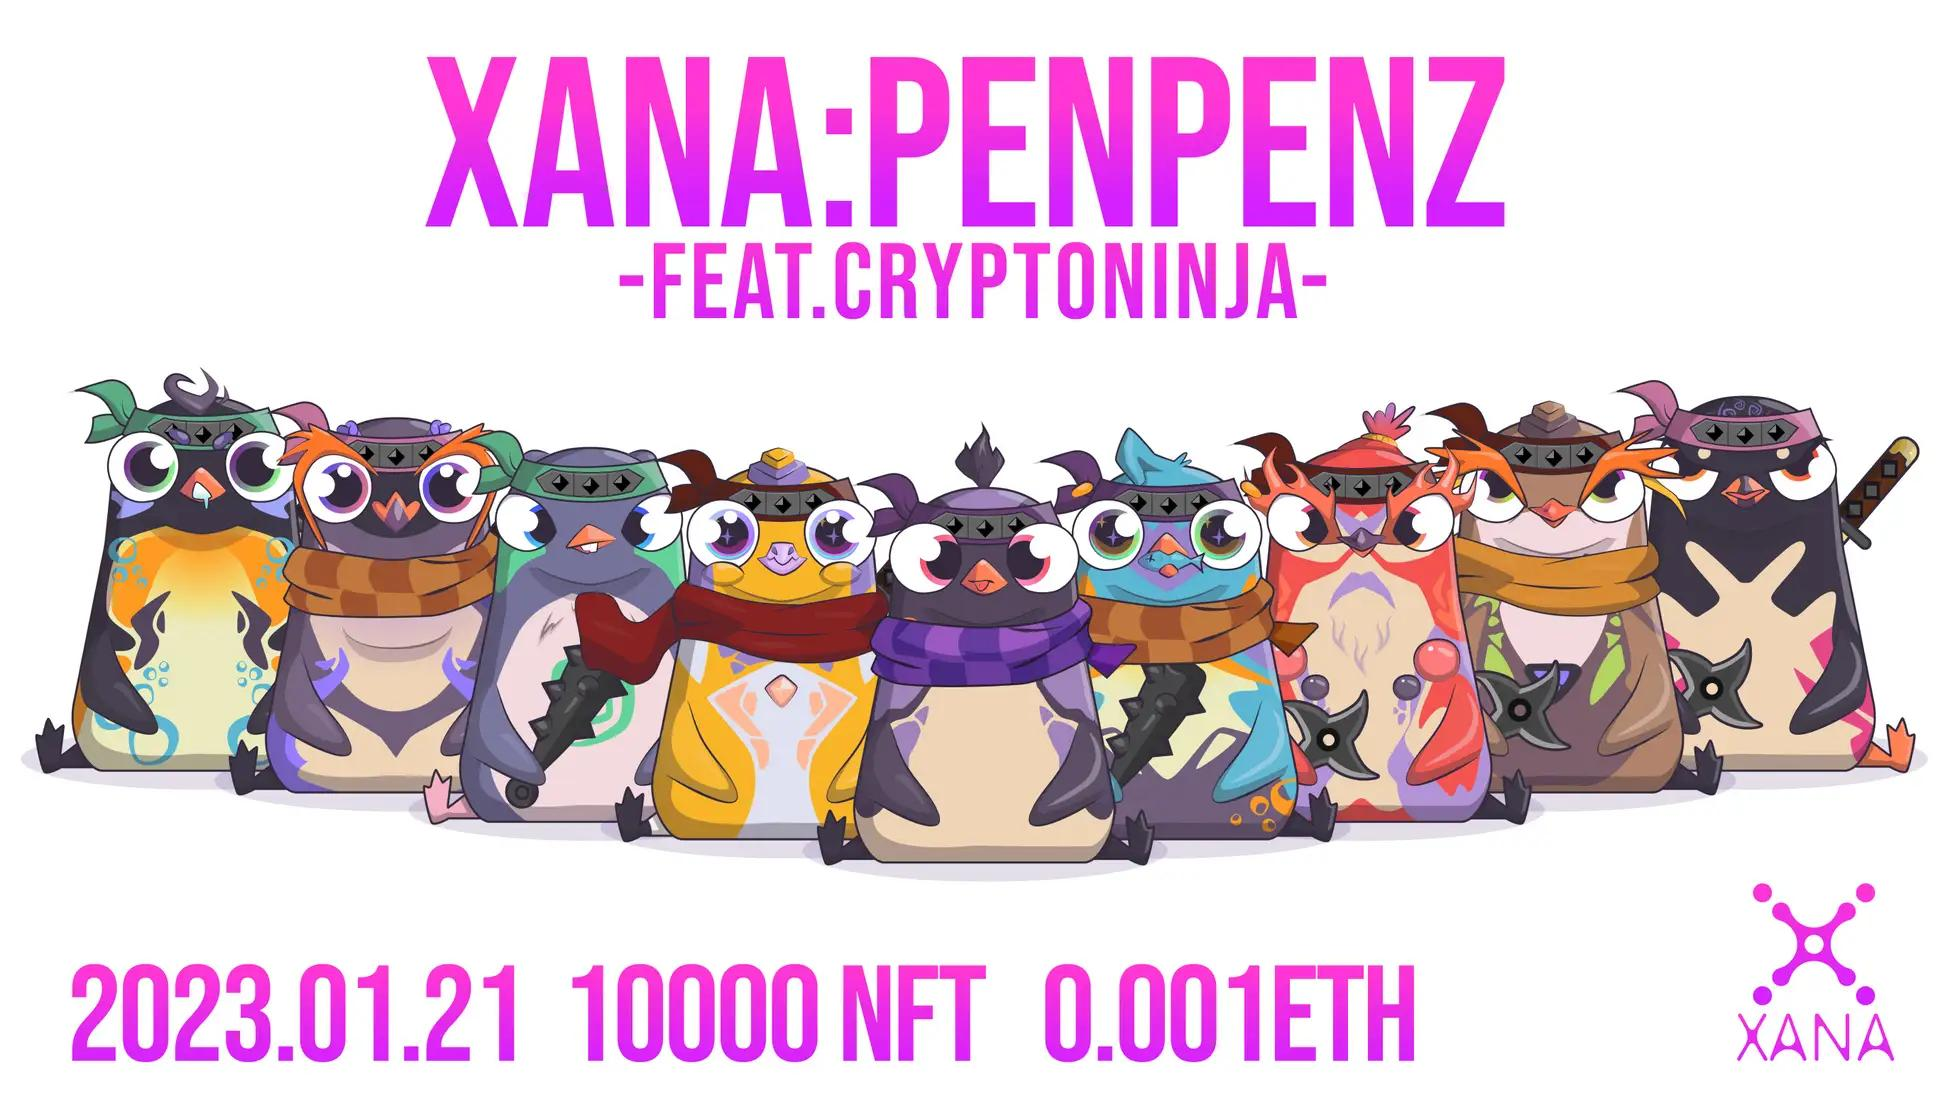 XANA:PENPENZ
-FEAT.CRYPTONINJA-
2023.01.21 10000 NFT 0.001ETH
XANA